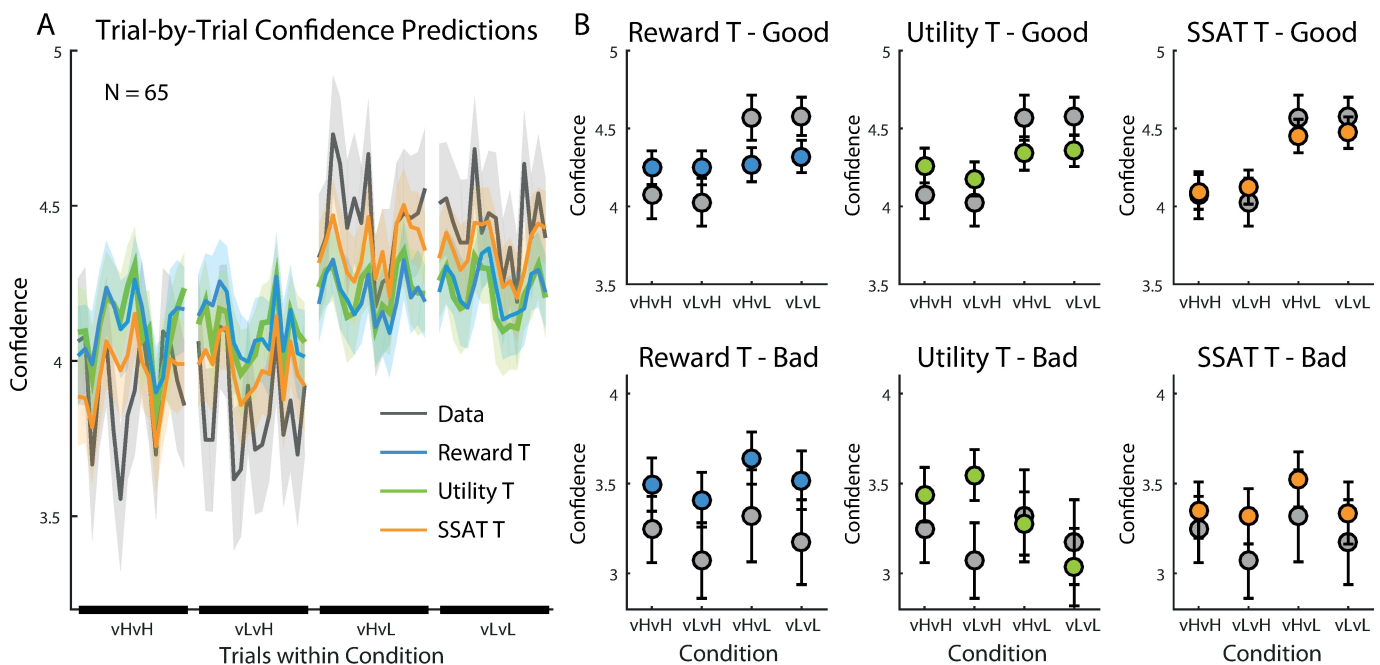 A
Trial-by-Trial Confidence Predictions
N = 65
5
4.5
4
3.5
Confidence
Data
Reward T
Utility T
SSAT T
vHvH
vLvH
vHvL
vLvL
Trials within Condition
B
Reward T - Good
5
4.5
4
3.5
Confidence
vHvH vLvH vHvL vLvL
Utility T - Good
5
4.5
4
3.5
Confidence
vHvH vLvH vHvL vLvL
SSAT T - Good
5
4.5
4
3.5
Confidence
vHvH vLvH vHvL vLvL
Reward T - Bad
4
3.5
3
Confidence
vHvH vLvH vHvL vLvL
Condition
Utility T - Bad
4
3.5
3
Confidence
vHvH vLvH vHvL vLvL
Condition
SSAT T - Bad
4
3.5
3
Confidence
vHvH vLvH vHvL vLvL
Condition